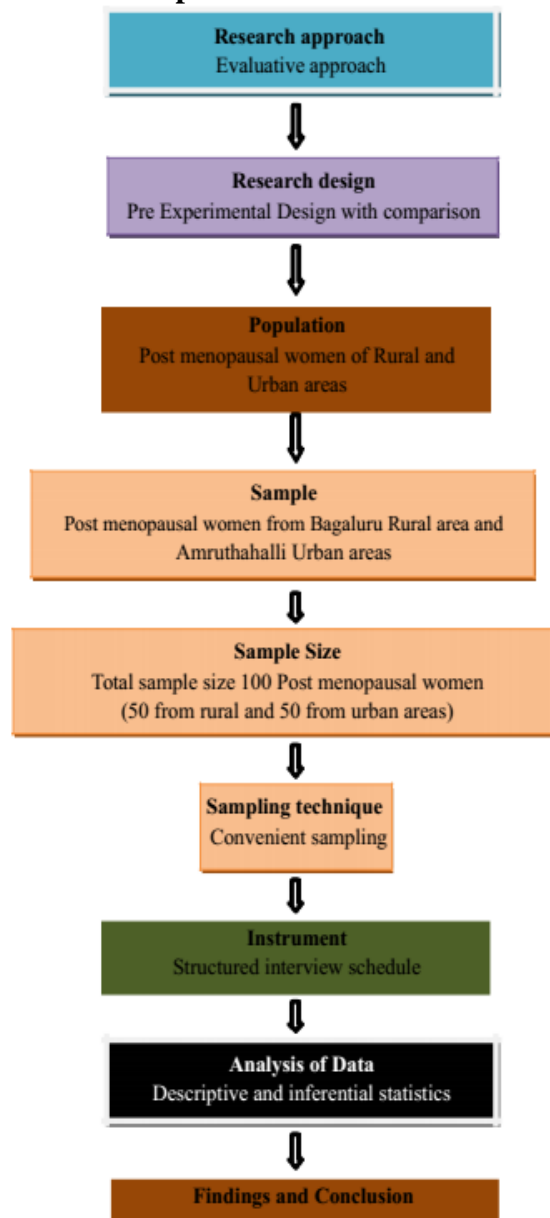 Research approach
Evaluative approach
Research design
Pre Experimental Design with comparison
Population
Post menopausal women of Rural and
Urban areas
Sample
Post menopausal women from Bagaluru Rural area and
Amruthahalli Urban areas
Sample Size
Total sample size 100 Post menopausal women
(50 from rural and 50 from urban areas)
Sampling technique
Convenient sampling
Instrument
Structured interview schedule
Analysis of Data
Descriptive and inferential statistics
Findings and Conclusion